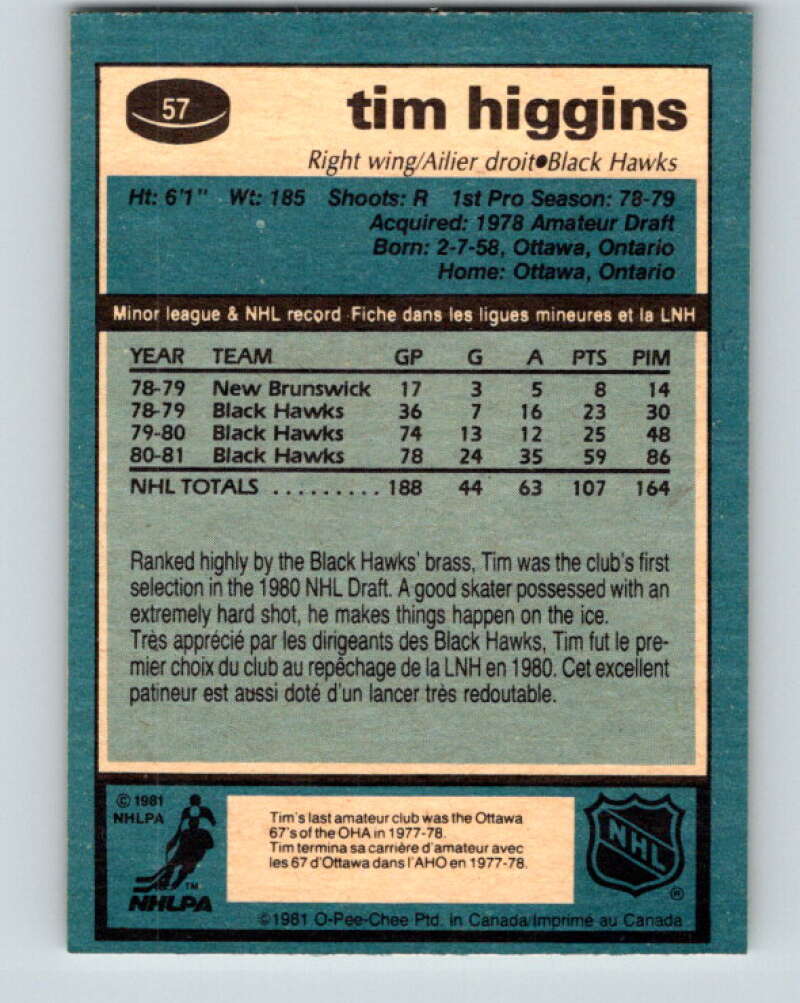 57
tim higgins
Right wing/Ailier droit●Black Hawks
Ht: 6'1" Wt: 185 Shoots: R 1st Pro Season: 78-79
Acquired: 1978 Amateur Draft
Born: 2-7-58, Ottawa, Ontario
Home: Ottawa, Ontario
Minor league & NHL record Fiche dans les ligues mineures et la LNH
YEAR TEAM GP G A PTS PIM
78-79 New Brunswick 17 3 5 8 14
78-79 Black Hawks 36 7 16 23 30
79-80 Black Hawks 74 13 12 25 48
80-81 Black Hawks 78 24 35 59 86
NHL TOTALS ......... 188 44 63 107 164
Ranked highly by the Black Hawks' brass, Tim was the club's first
selection in the 1980 NHL Draft. A good skater possessed with an
extremely hard shot, he makes things happen on the ice.
Très apprécié par les dirigeants des Black Hawks, Tim fut le pre-
mier choix du club au repêchage de la LNH en 1980. Cet excellent
patineur est aussi doté d'un lancer très redoutable.
© 1981
NHLPA
TM
NHLPA
Tim's last amateur club was the Ottawa
67's of the OHA in 1977-78.
Tim termina sa carrière d'amateur avec
les 67 d'Ottawa dans l'AHO en 1977-78.
NHL
®
©1981 O-Pee-Chee Ptd. in Canada/Imprimé au Canada